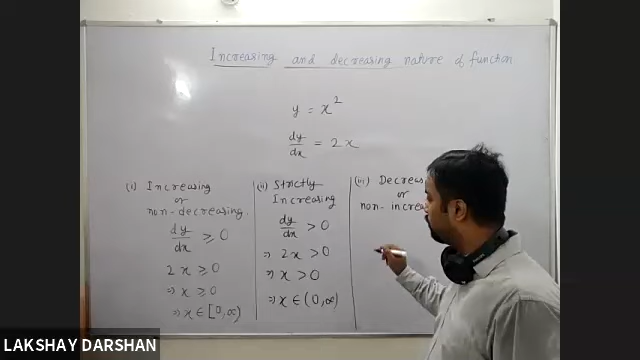 Increasing and decreasing nature of function
y = x²
dy/dx = 2x
(i) Increasing
or
non-decreasing.
dy/dx ≥ 0
2x ≥ 0
⇒ x ≥ 0
⇒ x ∈ [0, ∞)
(ii) Strictly
Increasing
dy/dx > 0
⇒ 2x > 0
⇒ x > 0
⇒ x ∈ (0, ∞)
(iii) Decreas
or
non-increa
LAKSHAY DARSHAN